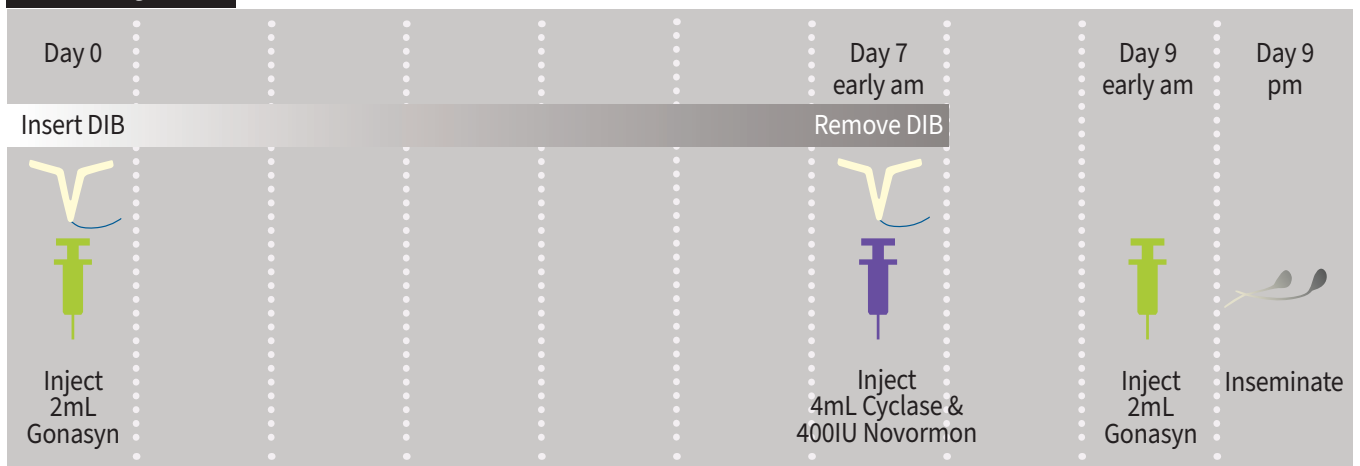 Day 0
Day 7
early am
Day 9
early am
Day 9
pm
Insert DIB
Remove DIB
Inject
2mL
Gonasyn
Inject
4mL Cyclase &
400IU Novormon
Inject
2mL
Gonasyn
Inseminate